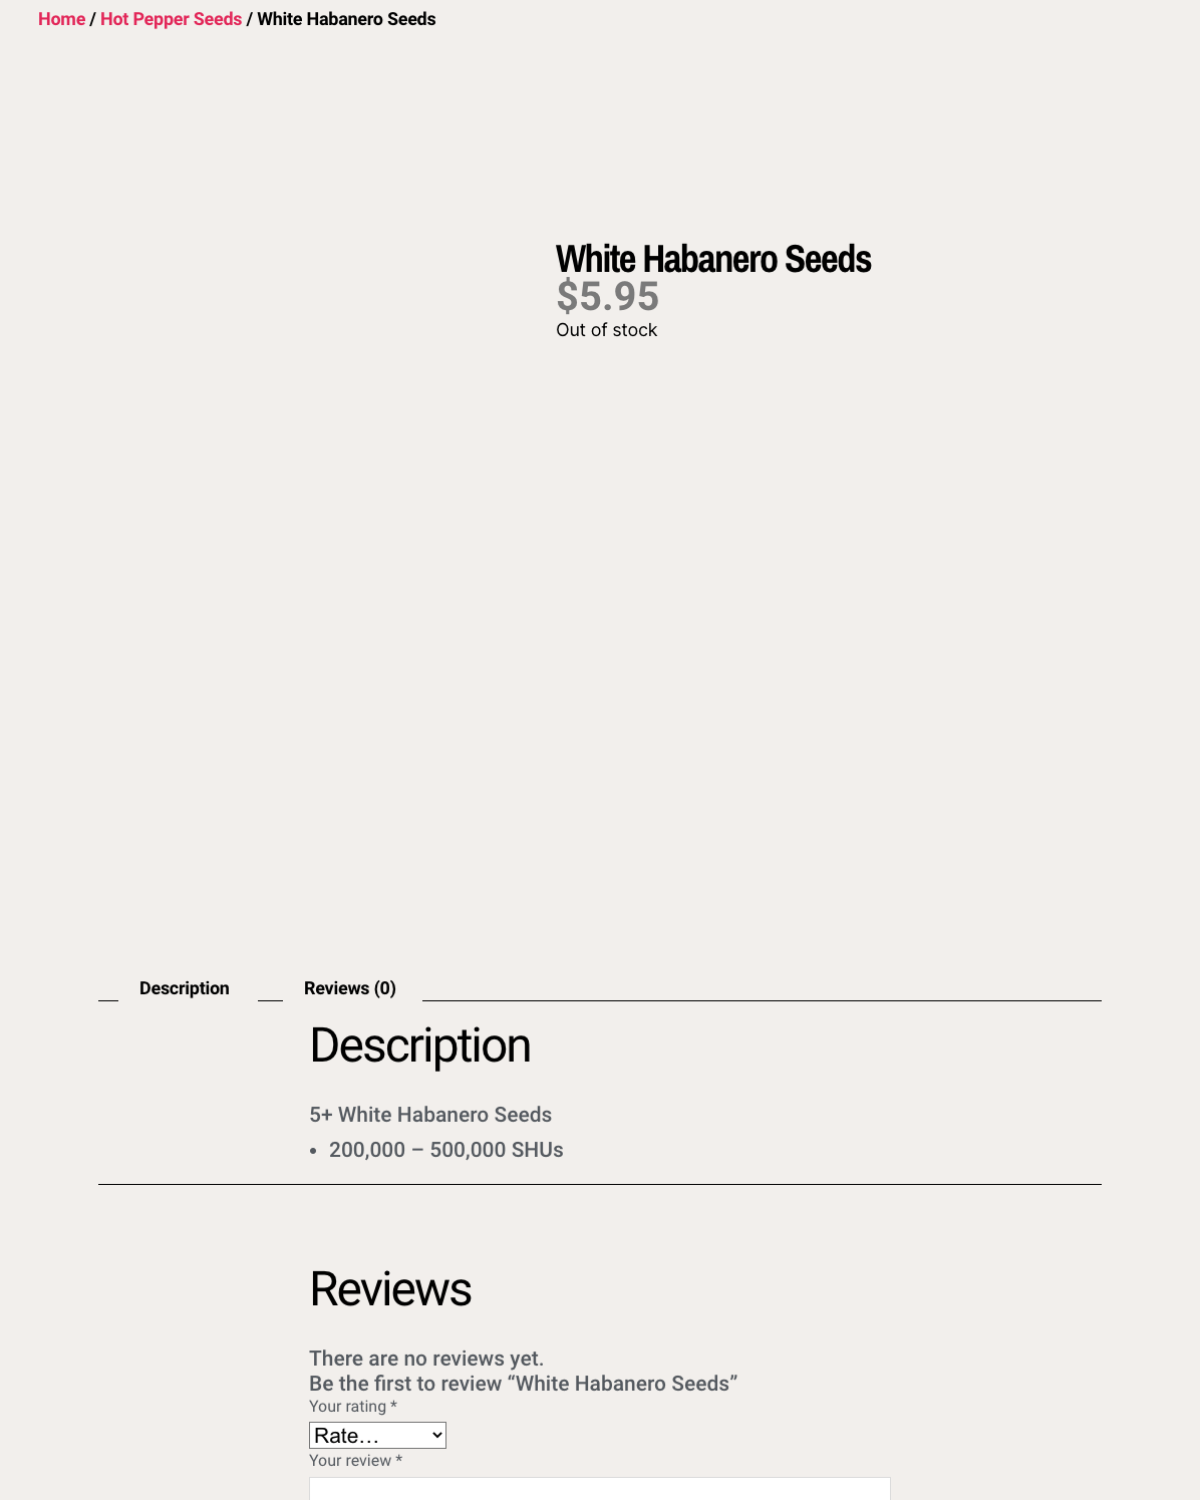 Home / Hot Pepper Seeds / White Habanero Seeds
White Habanero Seeds
$5.95
Out of stock
Description
Reviews (0)
Description
5+ White Habanero Seeds
• 200,000 – 500,000 SHUs
Reviews
There are no reviews yet.
Be the first to review “White Habanero Seeds”
Your rating *
Rate…
Your review *